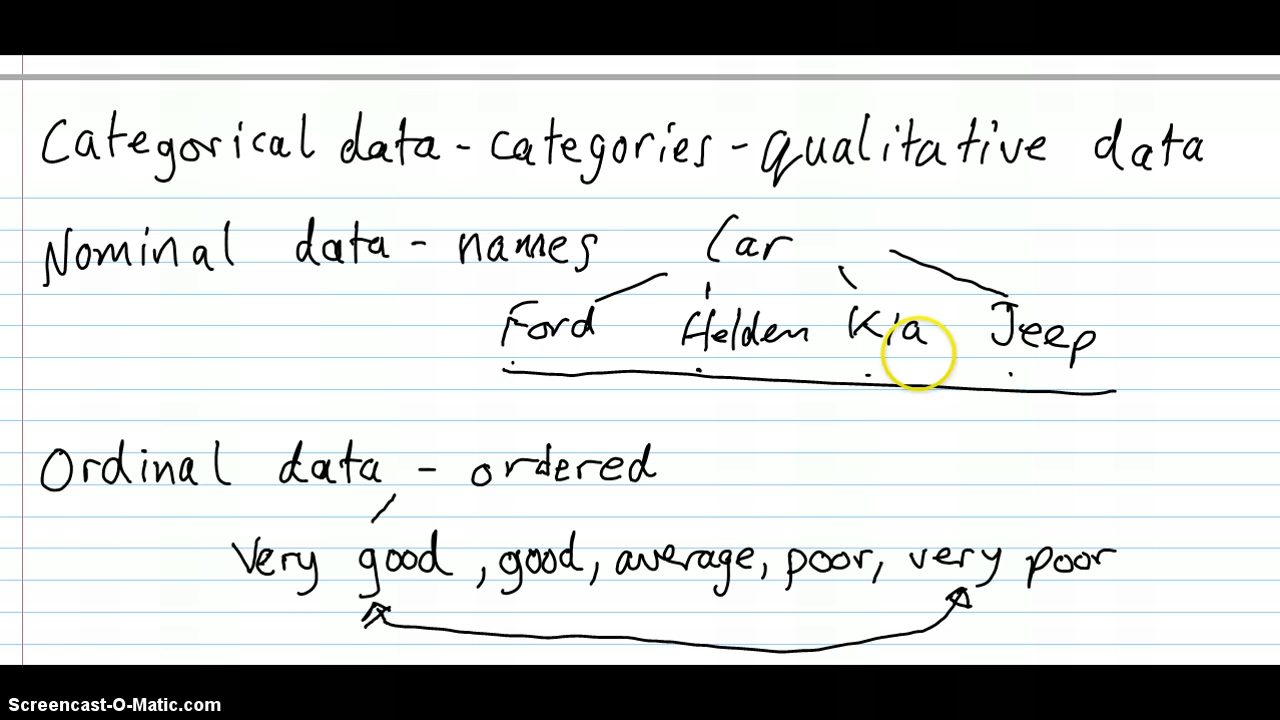 Categorical data - categories - qualitative data
Nominal data - names Car
Ford Holden Kia Jeep
Ordinal data - ordered
Very good, good, average, poor, very poor
Screencast-O-Matic.com